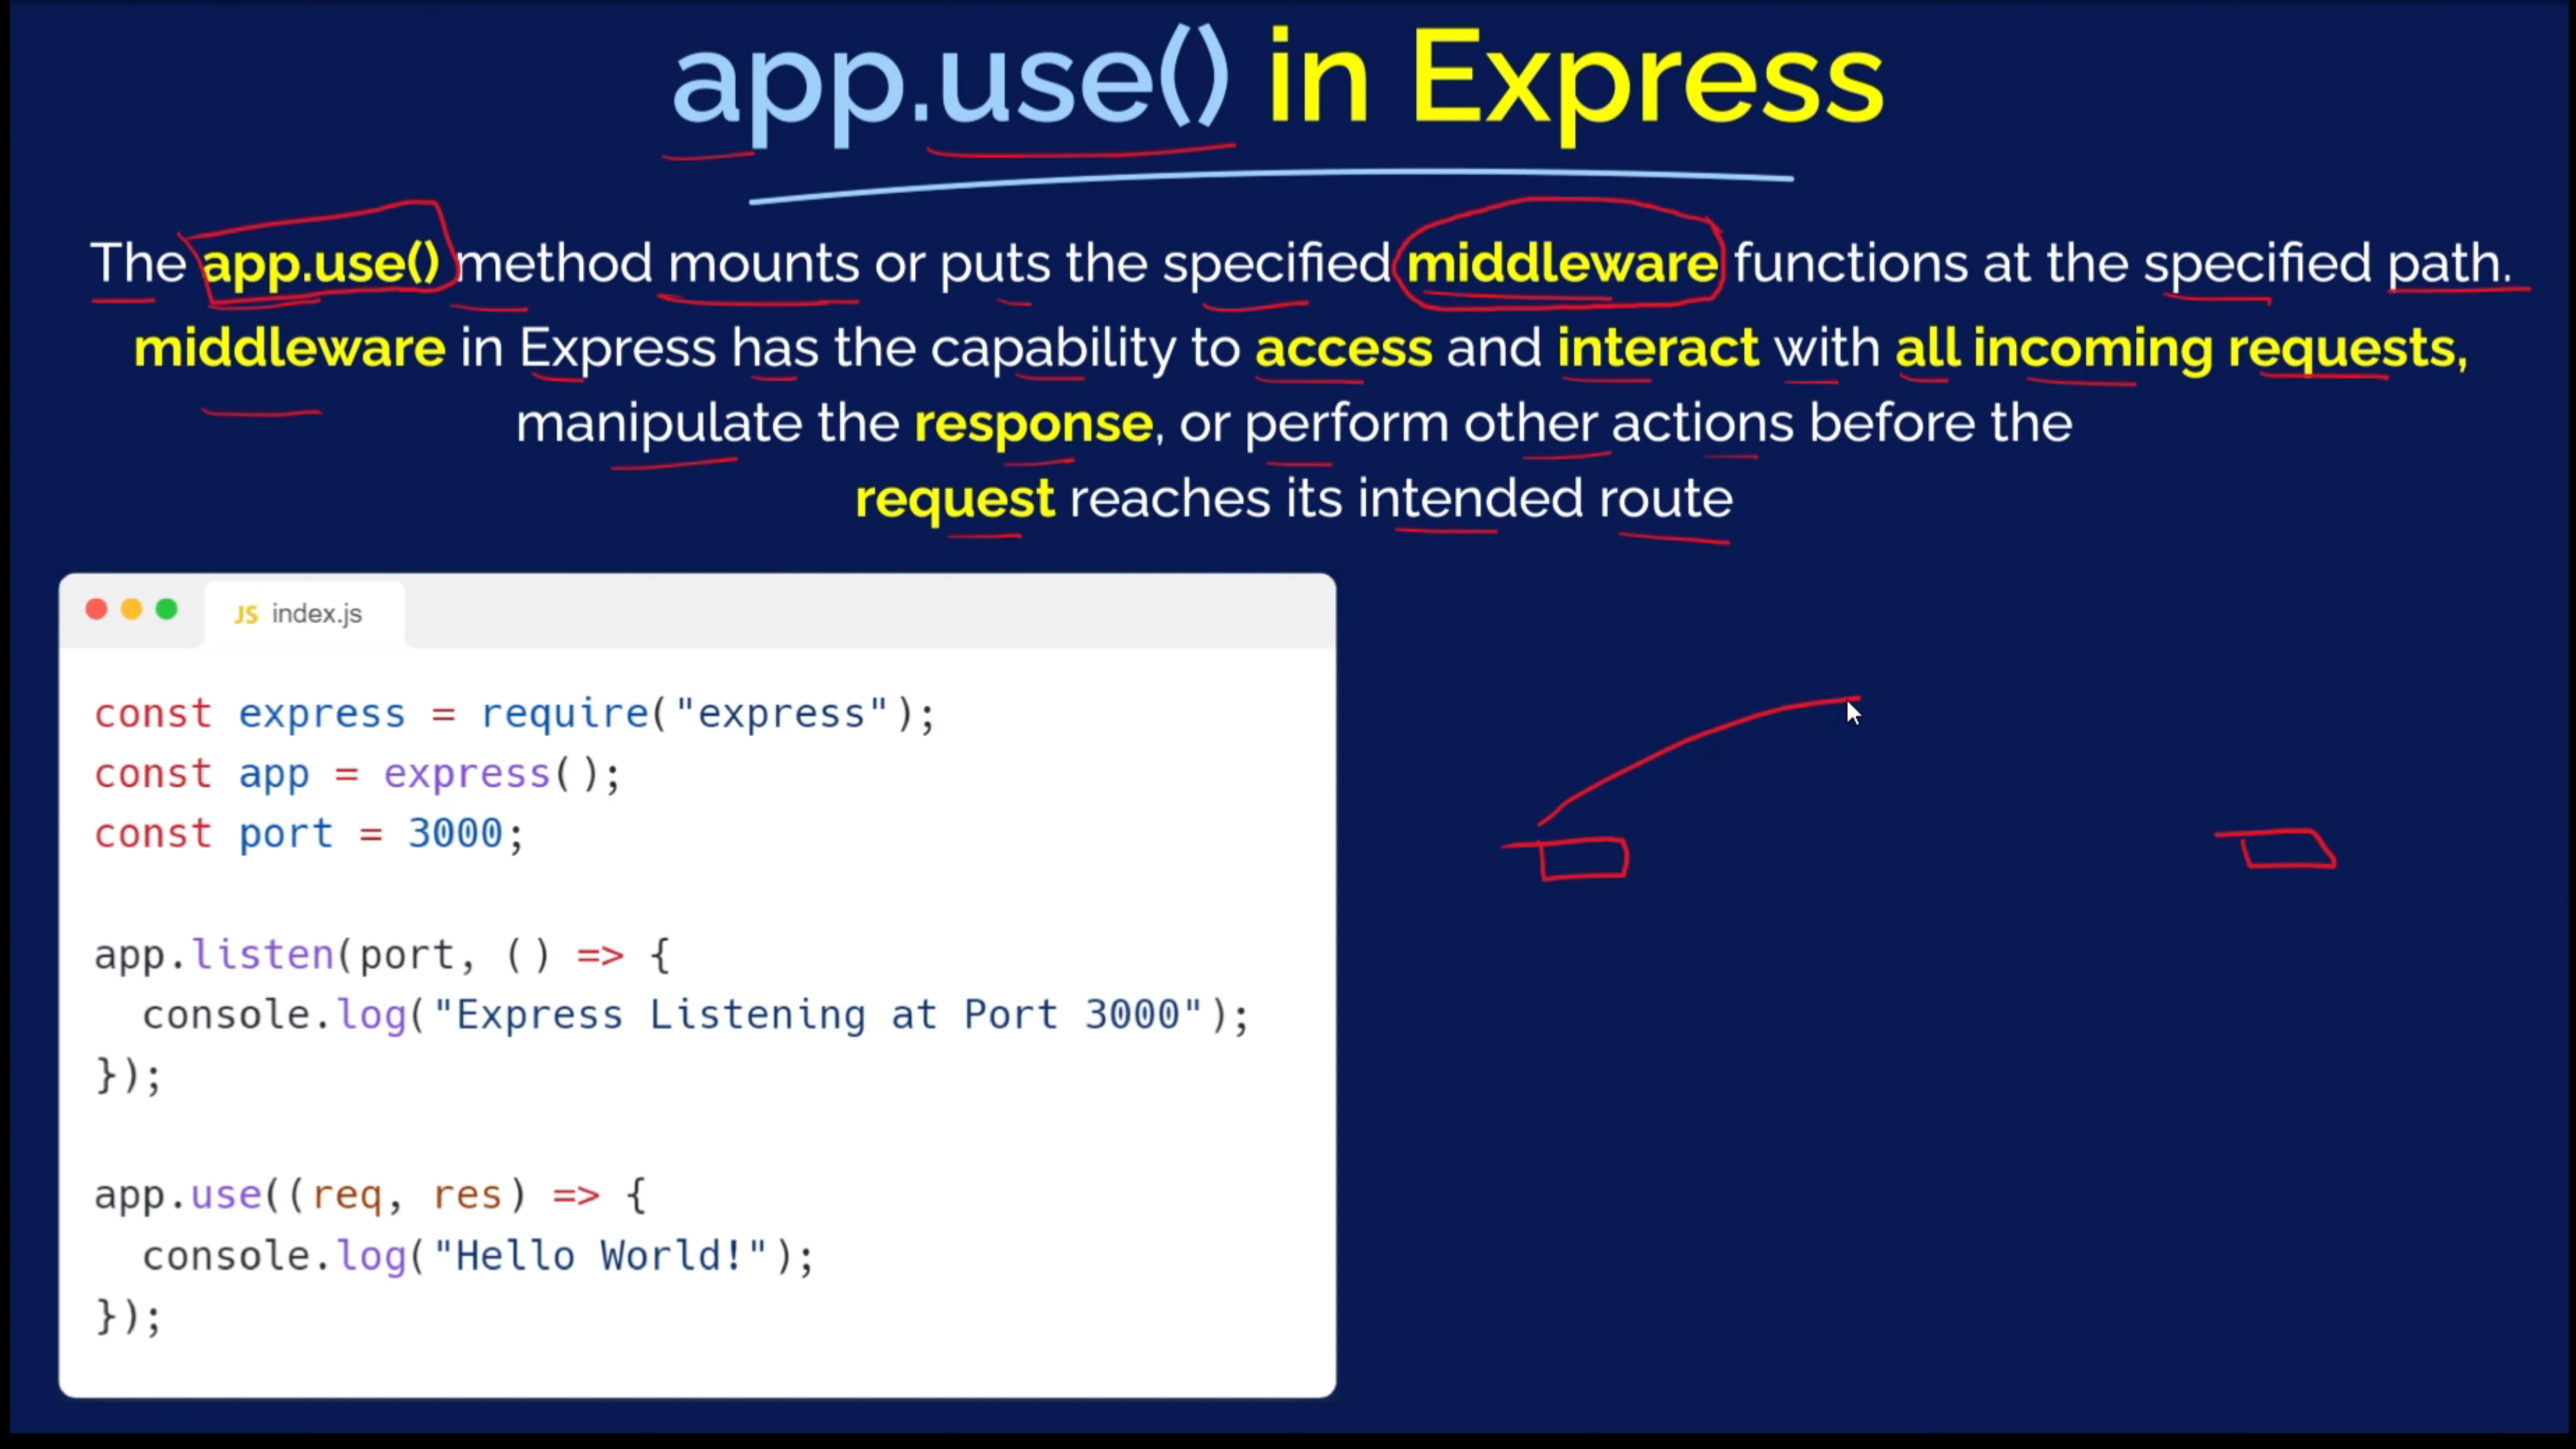 app.use() in Express
The app.use() method mounts or puts the specified middleware functions at the specified path.
middleware in Express has the capability to access and interact with all incoming requests,
manipulate the response, or perform other actions before the
request reaches its intended route
JS index.js
const express = require("express");
const app = express();
const port = 3000;
app.listen(port, () => {
  console.log("Express Listening at Port 3000");
});
app.use((req, res) => {
  console.log("Hello World!");
});